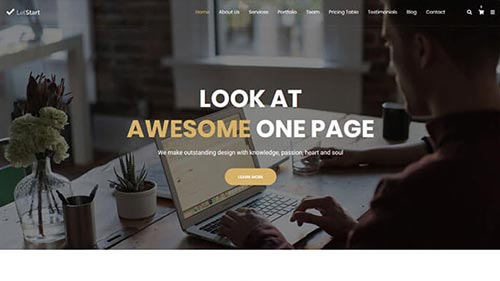 LetStart
Home About Us Services Portfolio Team Pricing Table Testimonials Blog Contact
LOOK AT
AWESOME ONE PAGE
We make outstanding design with knowledge, passion, heart and soul
LEARN MORE